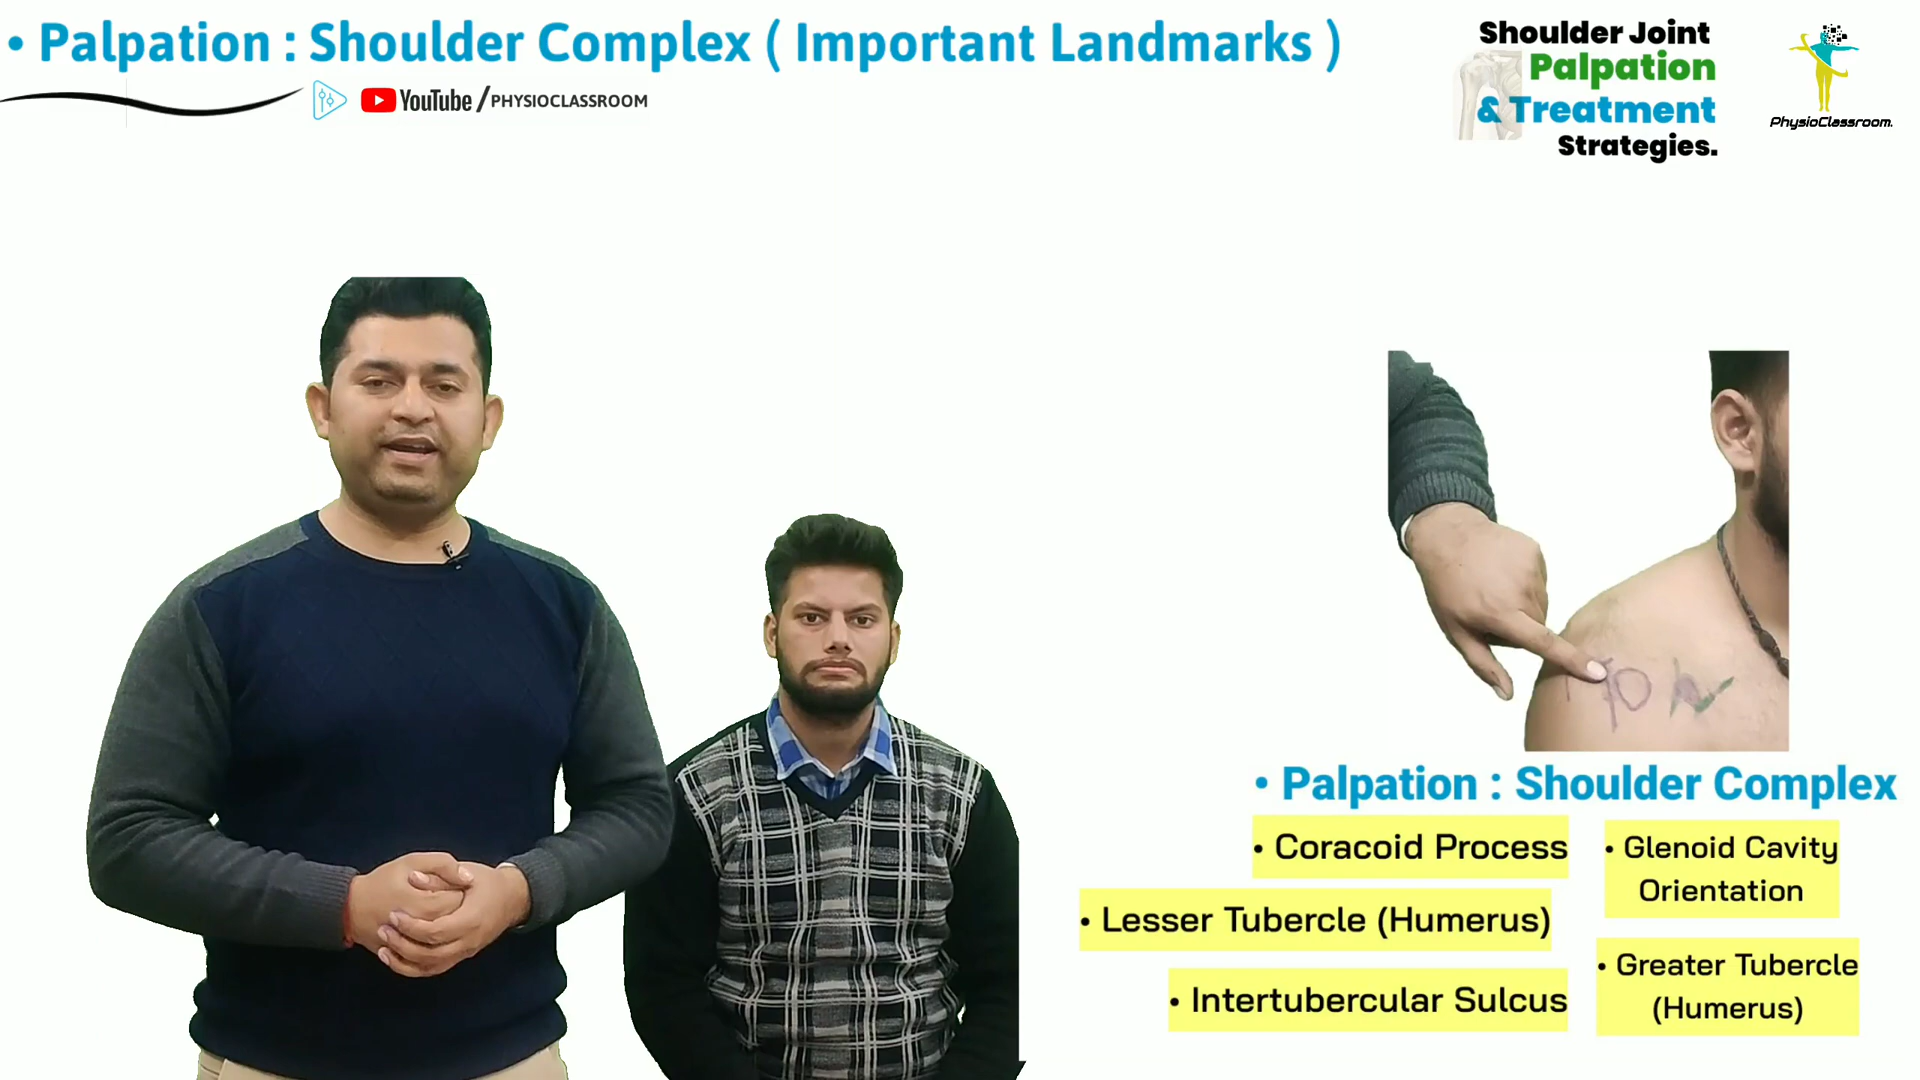 • Palpation : Shoulder Complex ( Important Landmarks )
YouTube / PHYSIOCLASSROOM
Shoulder Joint
Palpation
& Treatment
Strategies.
PhysioClassroom.
• Palpation : Shoulder Complex
• Coracoid Process
• Glenoid Cavity
Orientation
• Lesser Tubercle (Humerus)
• Greater Tubercle
(Humerus)
• Intertubercular Sulcus